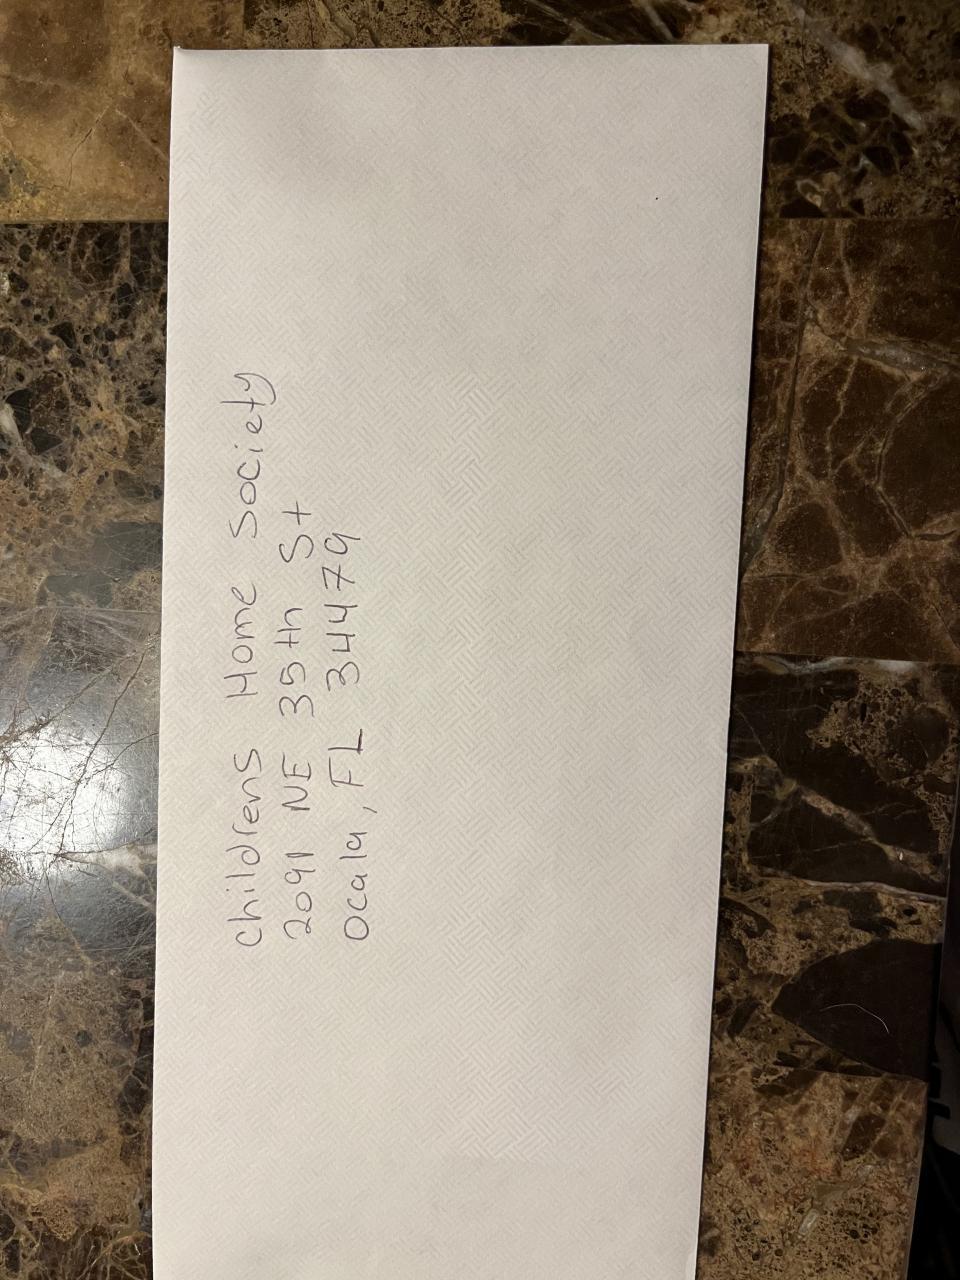 Childrens Home Society
2091 NE 35th St
Ocala, FL 34479